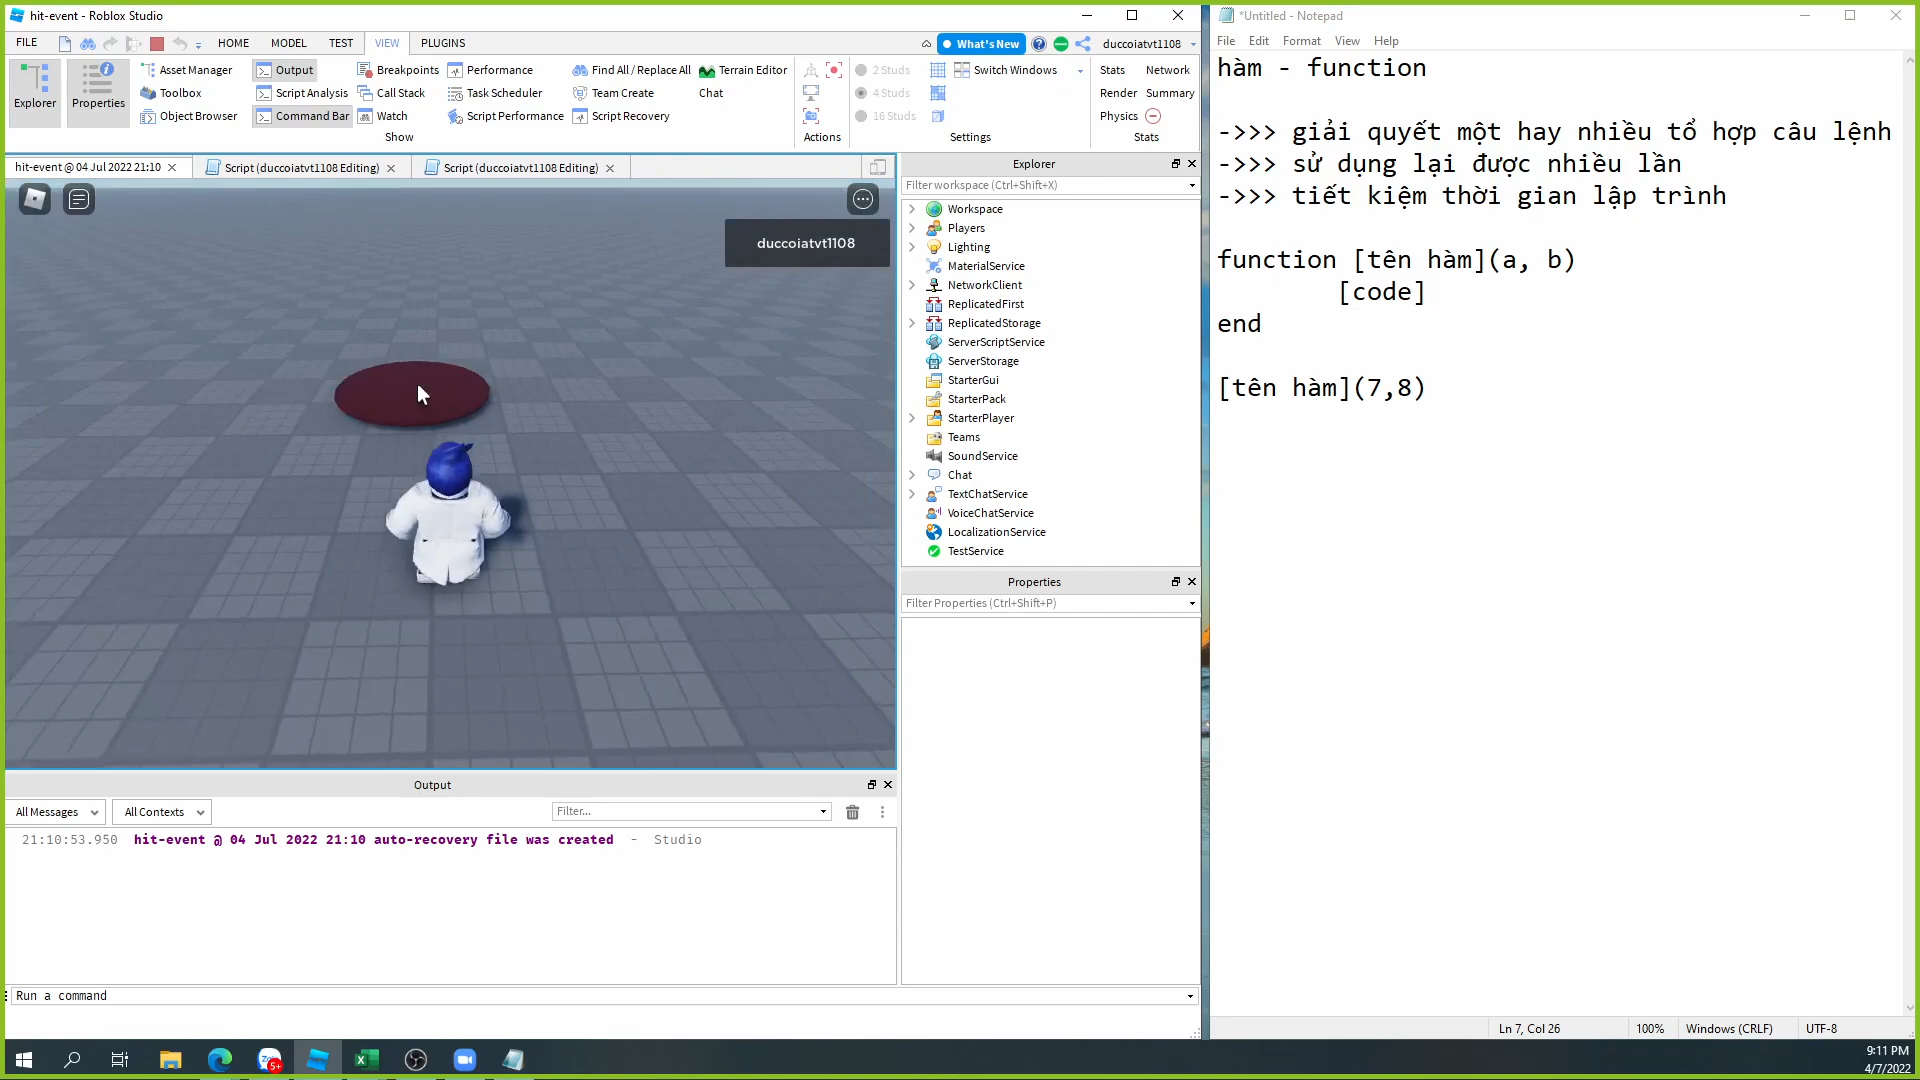 hit-event - Roblox Studio
FILE HOME MODEL TEST VIEW PLUGINS What's New duccoiatvt1108
Explorer
Properties
Asset Manager
Toolbox
Object Browser
Output
Script Analysis
Command Bar
Breakpoints
Call Stack
Watch
Performance
Task Scheduler
Script Performance
Find All / Replace All
Team Create
Script Recovery
Terrain Editor
Chat
Show
Actions
2 Studs
4 Studs
16 Studs
Switch Windows
Settings
Stats Network
Render Summary
Physics
Stats
hit-event @ 04 Jul 2022 21:10
Script (duccoiatvt1108 Editing)
Script (duccoiatvt1108 Editing)
duccoiatvt1108
Explorer
Filter workspace (Ctrl+Shift+X)
Workspace
Players
Lighting
MaterialService
NetworkClient
ReplicatedFirst
ReplicatedStorage
ServerScriptService
ServerStorage
StarterGui
StarterPack
StarterPlayer
Teams
SoundService
Chat
TextChatService
VoiceChatService
LocalizationService
TestService
Properties
Filter Properties (Ctrl+Shift+P)
Output
All Messages
All Contexts
Filter...
21:10:53.950 hit-event @ 04 Jul 2022 21:10 auto-recovery file was created - Studio
Run a command
*Untitled - Notepad
File Edit Format View Help
hàm - function
->>> giải quyết một hay nhiều tổ hợp câu lệnh
->>> sử dụng lại được nhiều lần
->>> tiết kiệm thời gian lập trình
function [tên hàm](a, b)
[code]
end
[tên hàm](7,8)
Ln 7, Col 26
100%
Windows (CRLF)
UTF-8
Zalo
5+
9:11 PM
4/7/2022